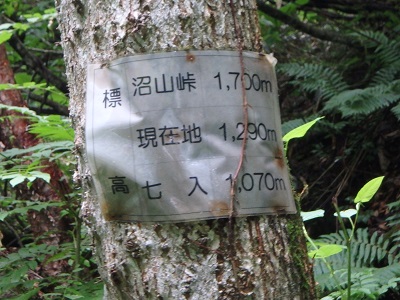 標 沼山峠 1,700m
現在地 1,290m
高 七入 1,070m